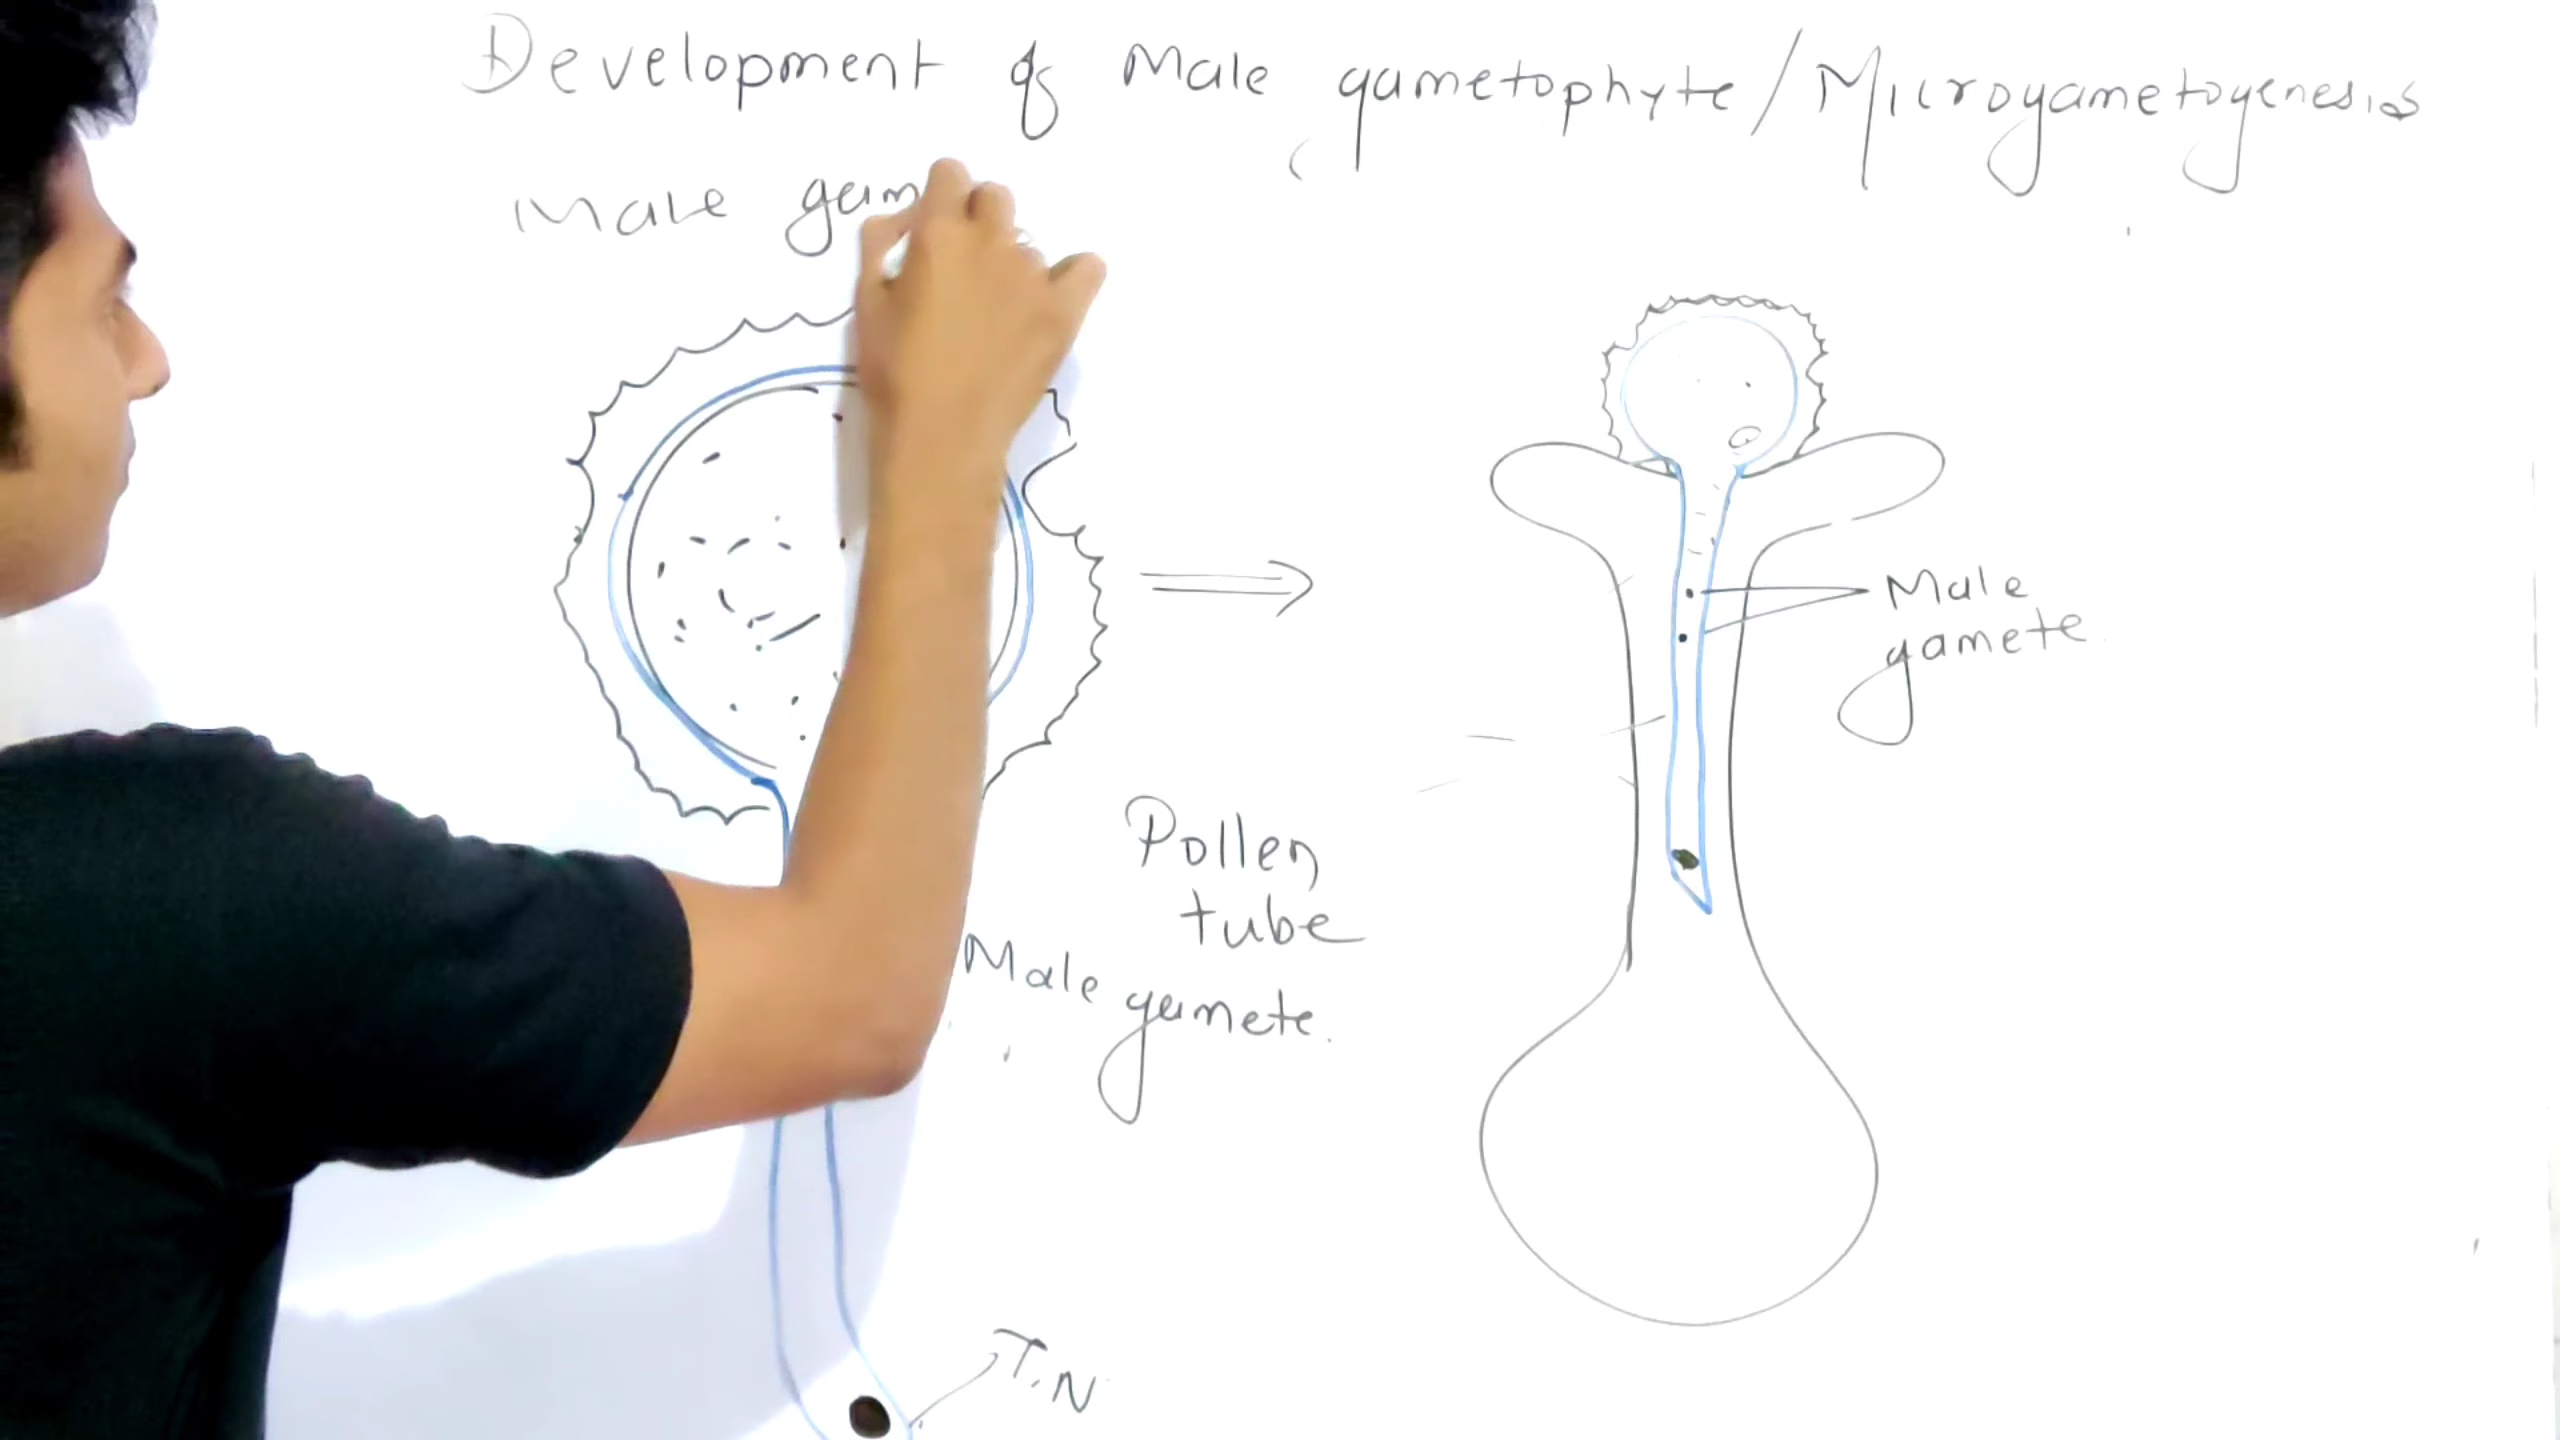 Development of Male gametophyte/Microgametogenesis
Male gam
Male
gamete
Pollen
tube
Male gamete.
T.N